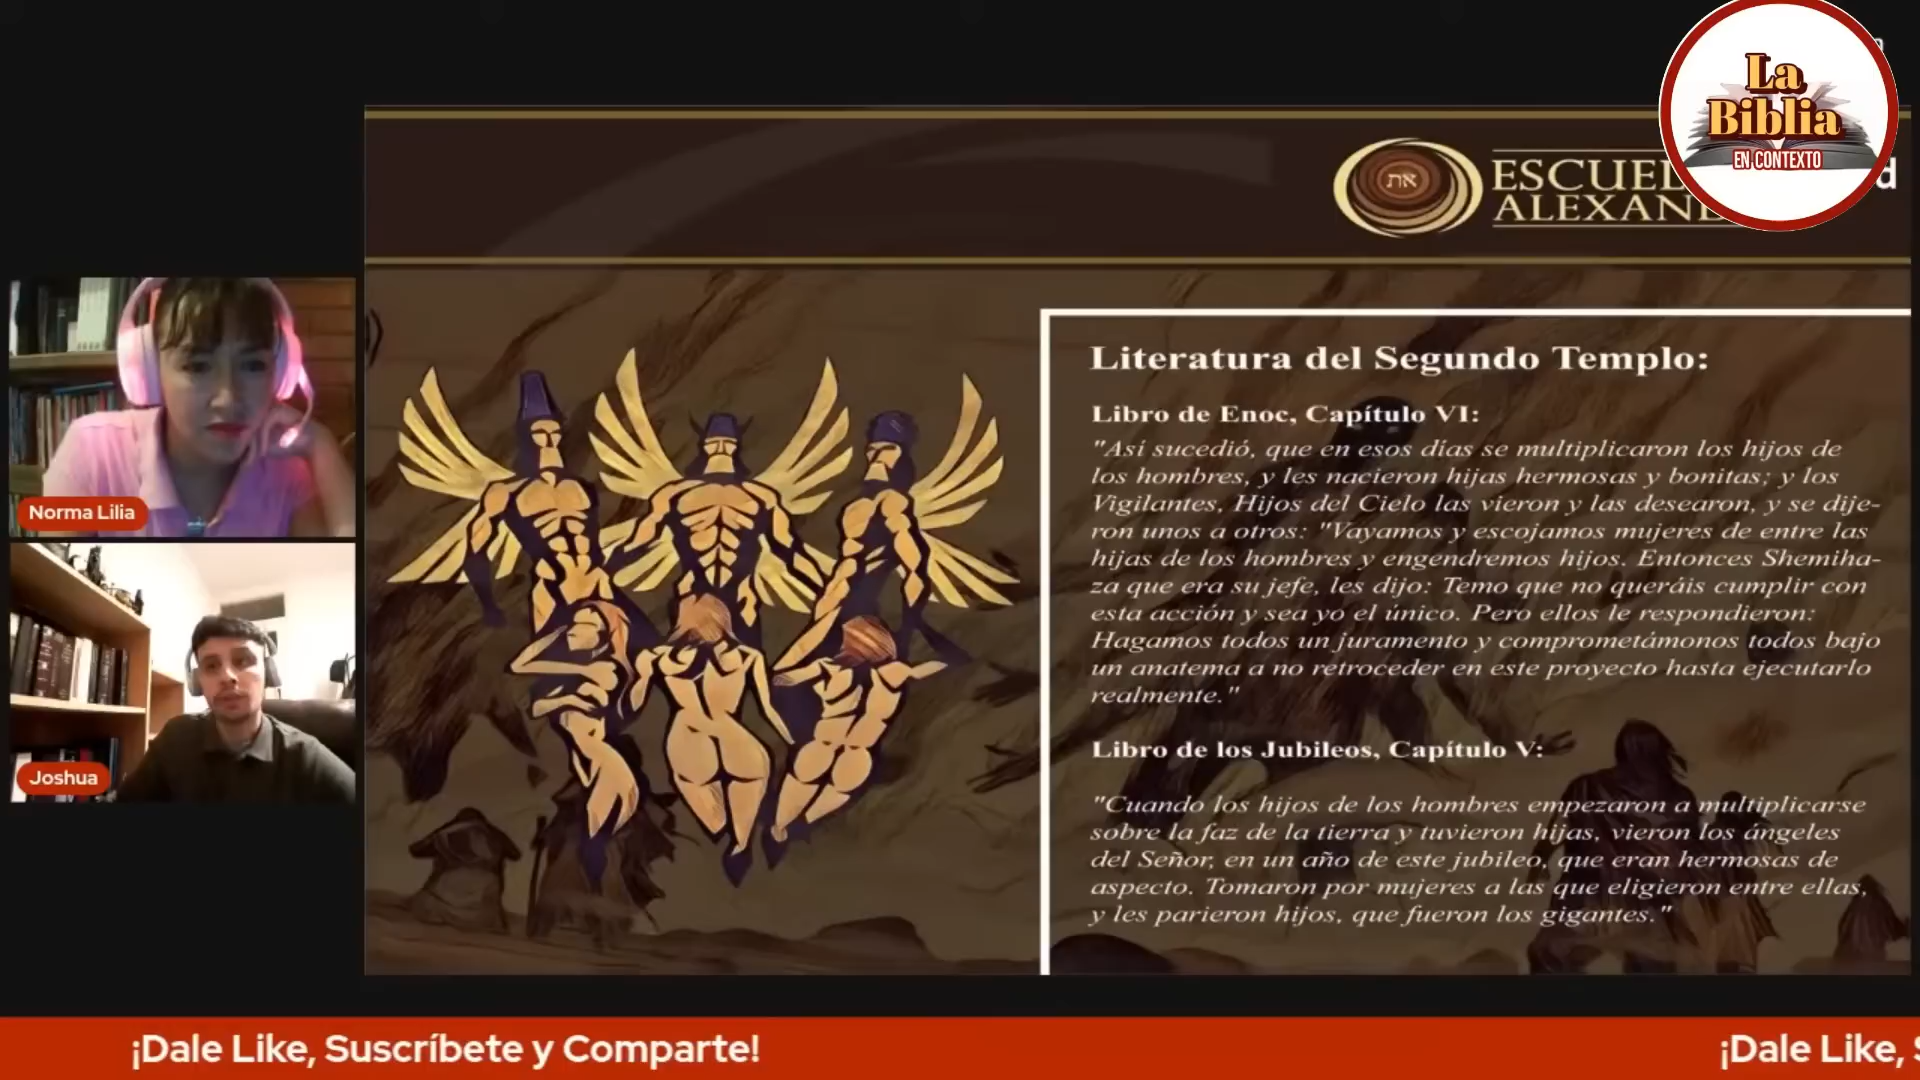 La
Biblia
EN CONTEXTO
d
את
ESCUEL
ALEXAN
Literatura del Segundo Templo:
Libro de Enoc, Capítulo VI:
"Así sucedió, que en esos días se multiplicaron los hijos de
los hombres, y les nacieron hijas hermosas y bonitas; y los
Vigilantes, Hijos del Cielo las vieron y las desearon, y se dije-
ron unos a otros: "Vayamos y escojamos mujeres de entre las
hijas de los hombres y engendremos hijos. Entonces Shemiha-
za que era su jefe, les dijo: Temo que no queráis cumplir con
esta acción y sea yo el único. Pero ellos le respondieron:
Hagamos todos un juramento y comprometámonos todos bajo
un anatema a no retroceder en este proyecto hasta ejecutarlo
realmente."
Libro de los Jubileos, Capítulo V:
"Cuando los hijos de los hombres empezaron a multiplicarse
sobre la faz de la tierra y tuvieron hijas, vieron los ángeles
del Señor, en un año de este jubileo, que eran hermosas de
aspecto. Tomaron por mujeres a las que eligieron entre ellas,
y les parieron hijos, que fueron los gigantes."
Norma Lilia
Joshua
¡Dale Like, Suscríbete y Comparte!
¡Dale Like, S